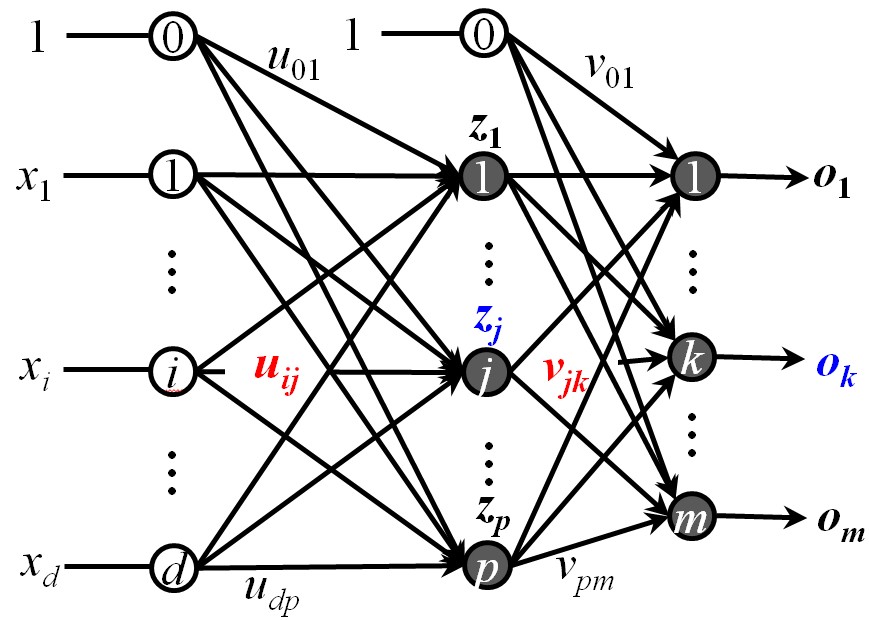 1 0 u01 1 0 v01
z1
x1 1 1 1 o1
zj
xi i uij j vjk k ok
zp m om
xd d udp p vpm